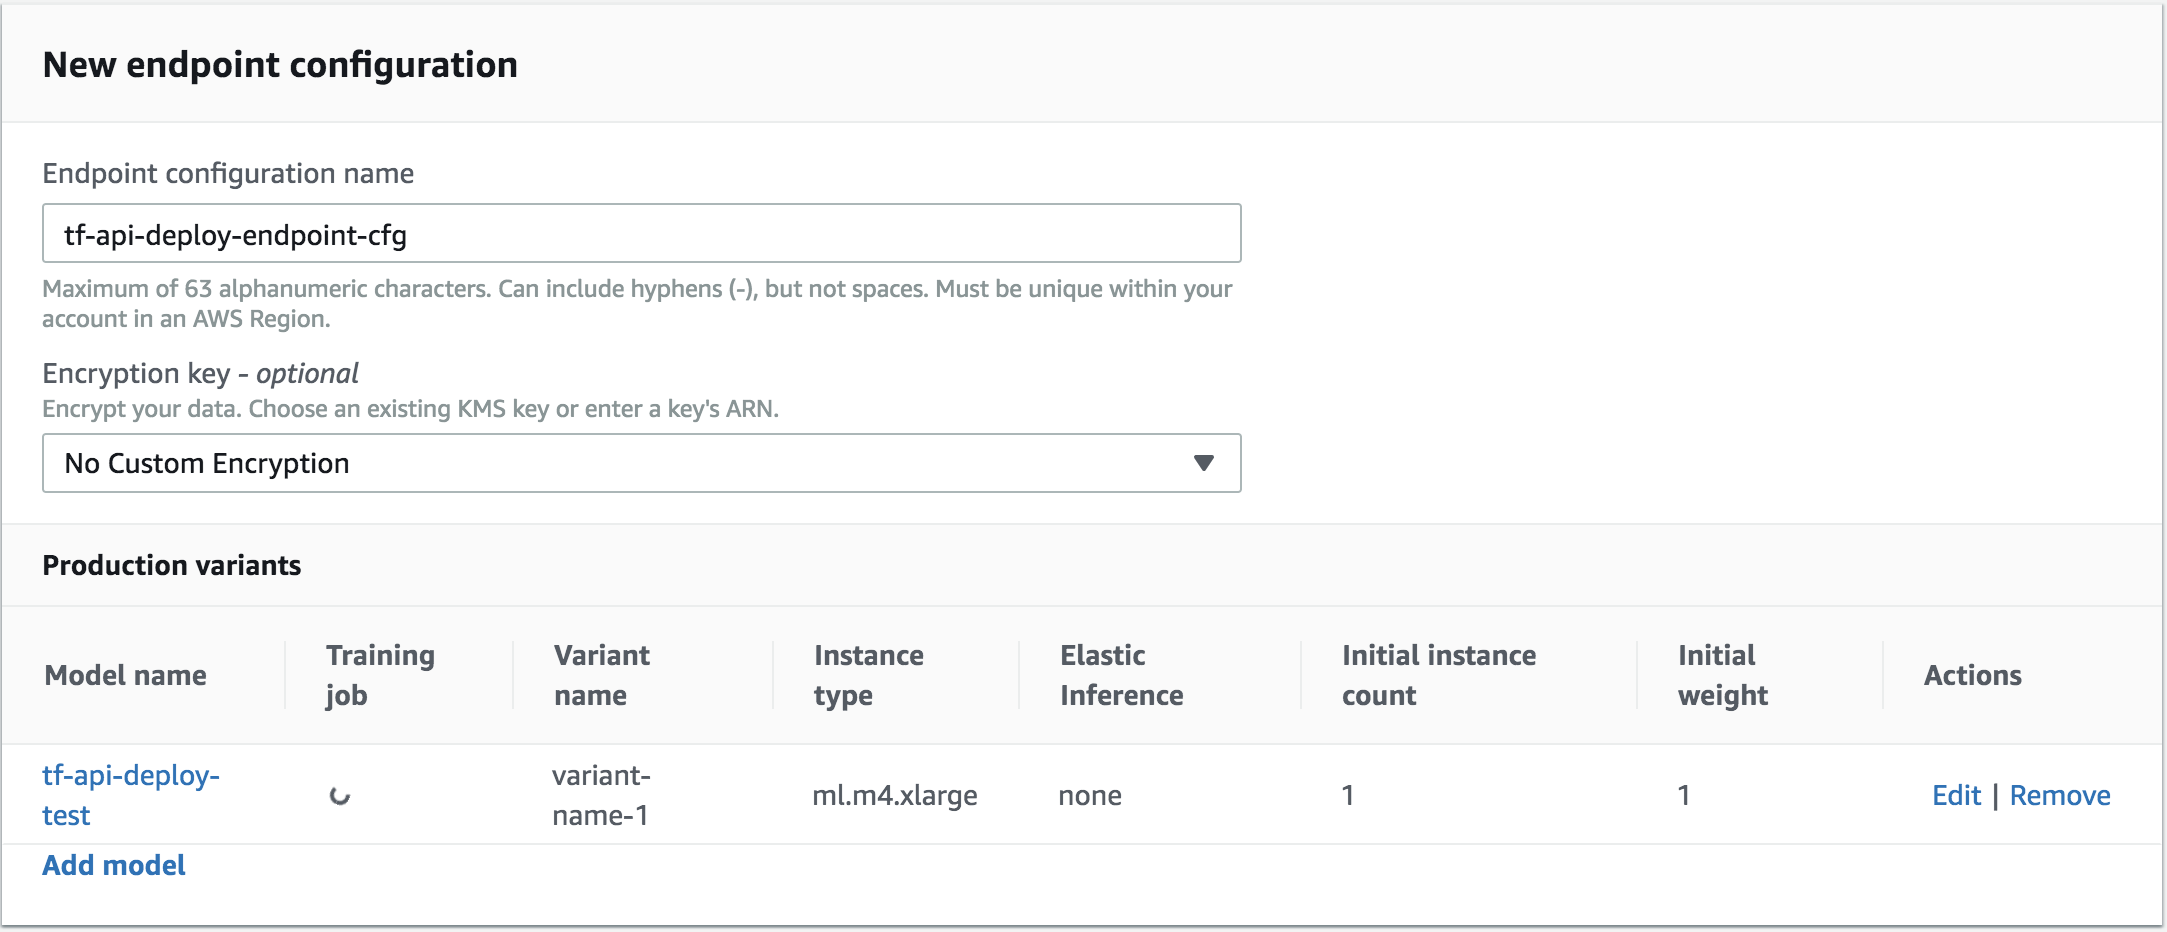 New endpoint configuration
Endpoint configuration name
tf-api-deploy-endpoint-cfg
Maximum of 63 alphanumeric characters. Can include hyphens (-), but not spaces. Must be unique within your
account in an AWS Region.
Encryption key - optional
Encrypt your data. Choose an existing KMS key or enter a key's ARN.
No Custom Encryption
Production variants
Model name
Training
job
Variant
name
Instance
type
Elastic
Inference
Initial instance
count
Initial
weight
Actions
tf-api-deploy-
test
variant-
name-1
ml.m4.xlarge
none
1
1
Edit | Remove
Add model